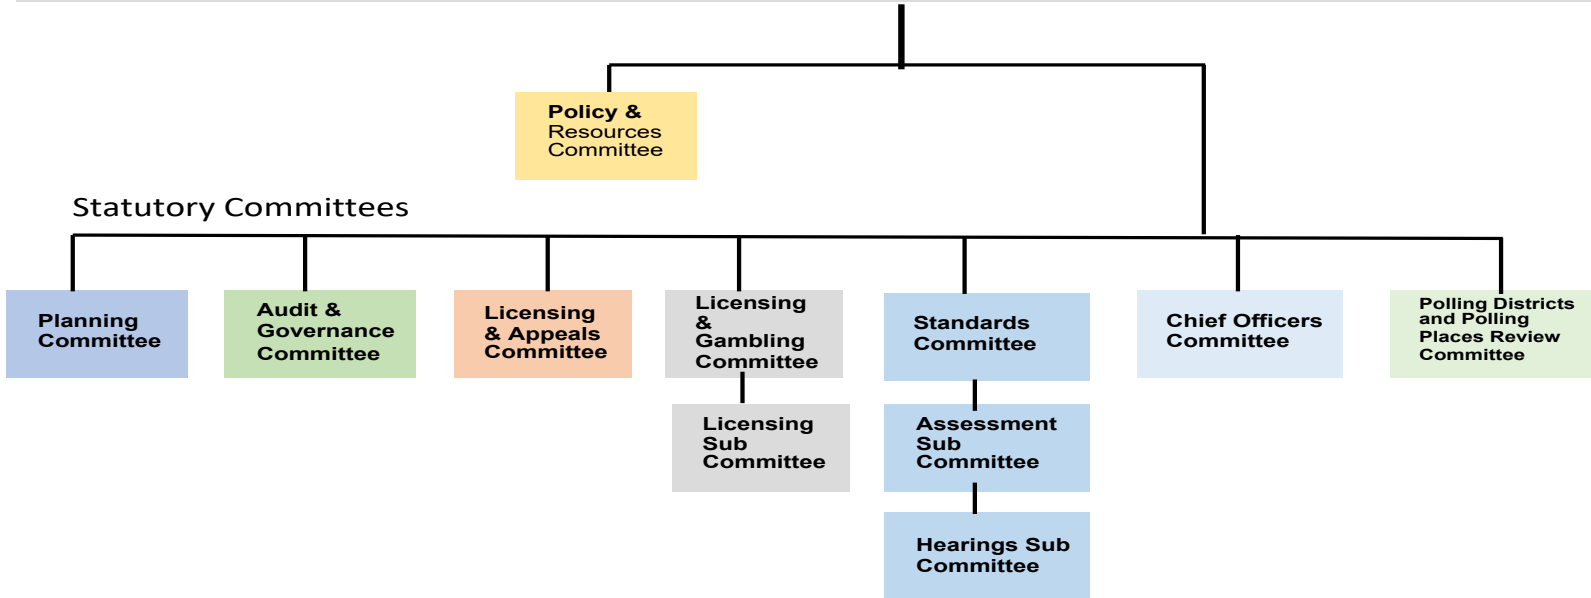 Policy &
Resources
Committee
Statutory Committees
Planning
Committee
Audit &
Governance
Committee
Licensing
& Appeals
Committee
Licensing
&
Gambling
Committee
Standards
Committee
Chief Officers
Committee
Polling Districts
and Polling
Places Review
Committee
Licensing
Sub
Committee
Assessment
Sub
Committee
Hearings Sub
Committee